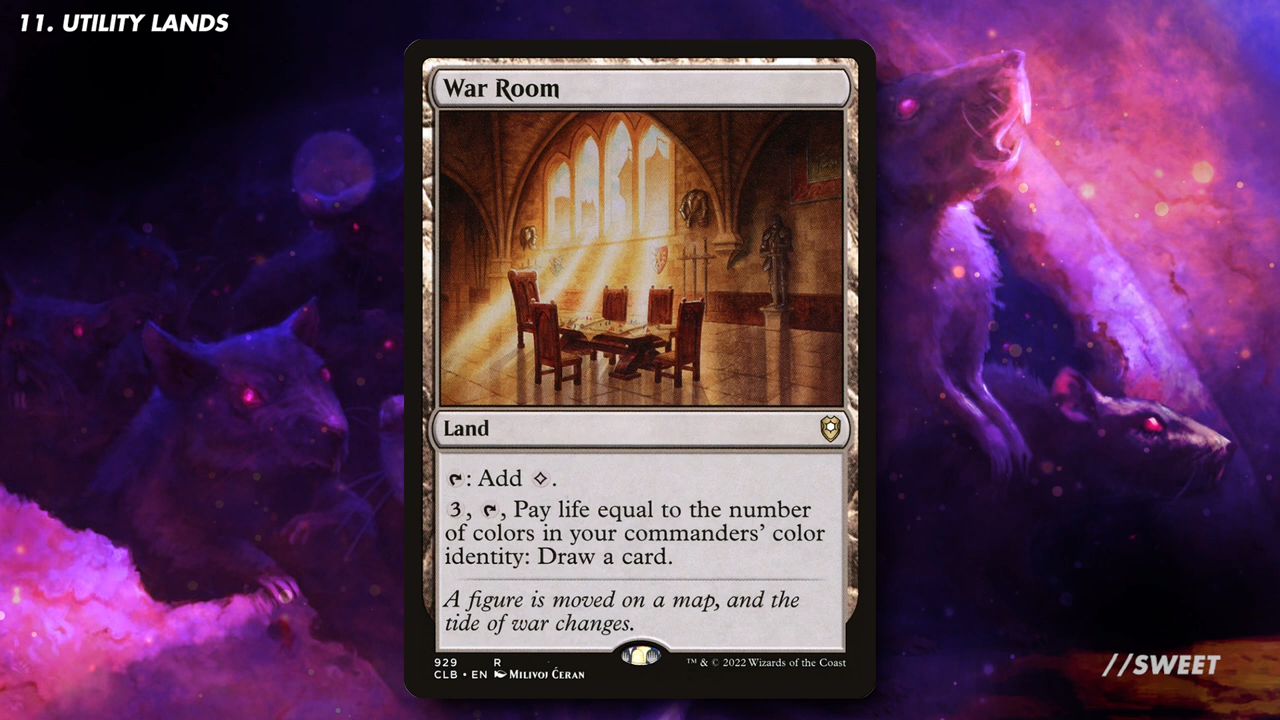 11. UTILITY LANDS
War Room
Land
: Add .
3, , Pay life equal to the number
of colors in your commanders' color
identity: Draw a card.
A figure is moved on a map, and the
tide of war changes.
929 R
CLB • EN MILIVOJ ĆERAN
™ & © 2022 Wizards of the Coast
//SWEET